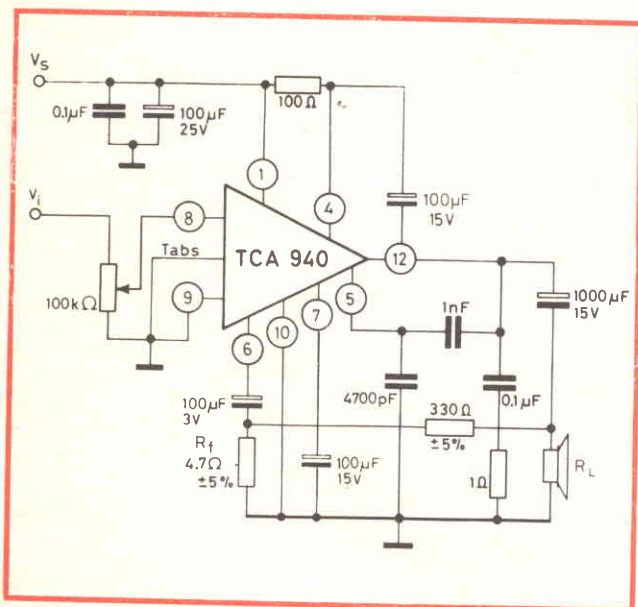 Vs
100Ω
0.1µF
100µF
25V
1
4
100µF
15V
Vi
8
Tabs
TCA 940
12
100kΩ
9
5
7
10
6
1nF
1000µF
15V
100µF
3V
4700pF
330Ω
±5%
0.1µF
Rf
4.7Ω
±5%
100µF
15V
1Ω
RL